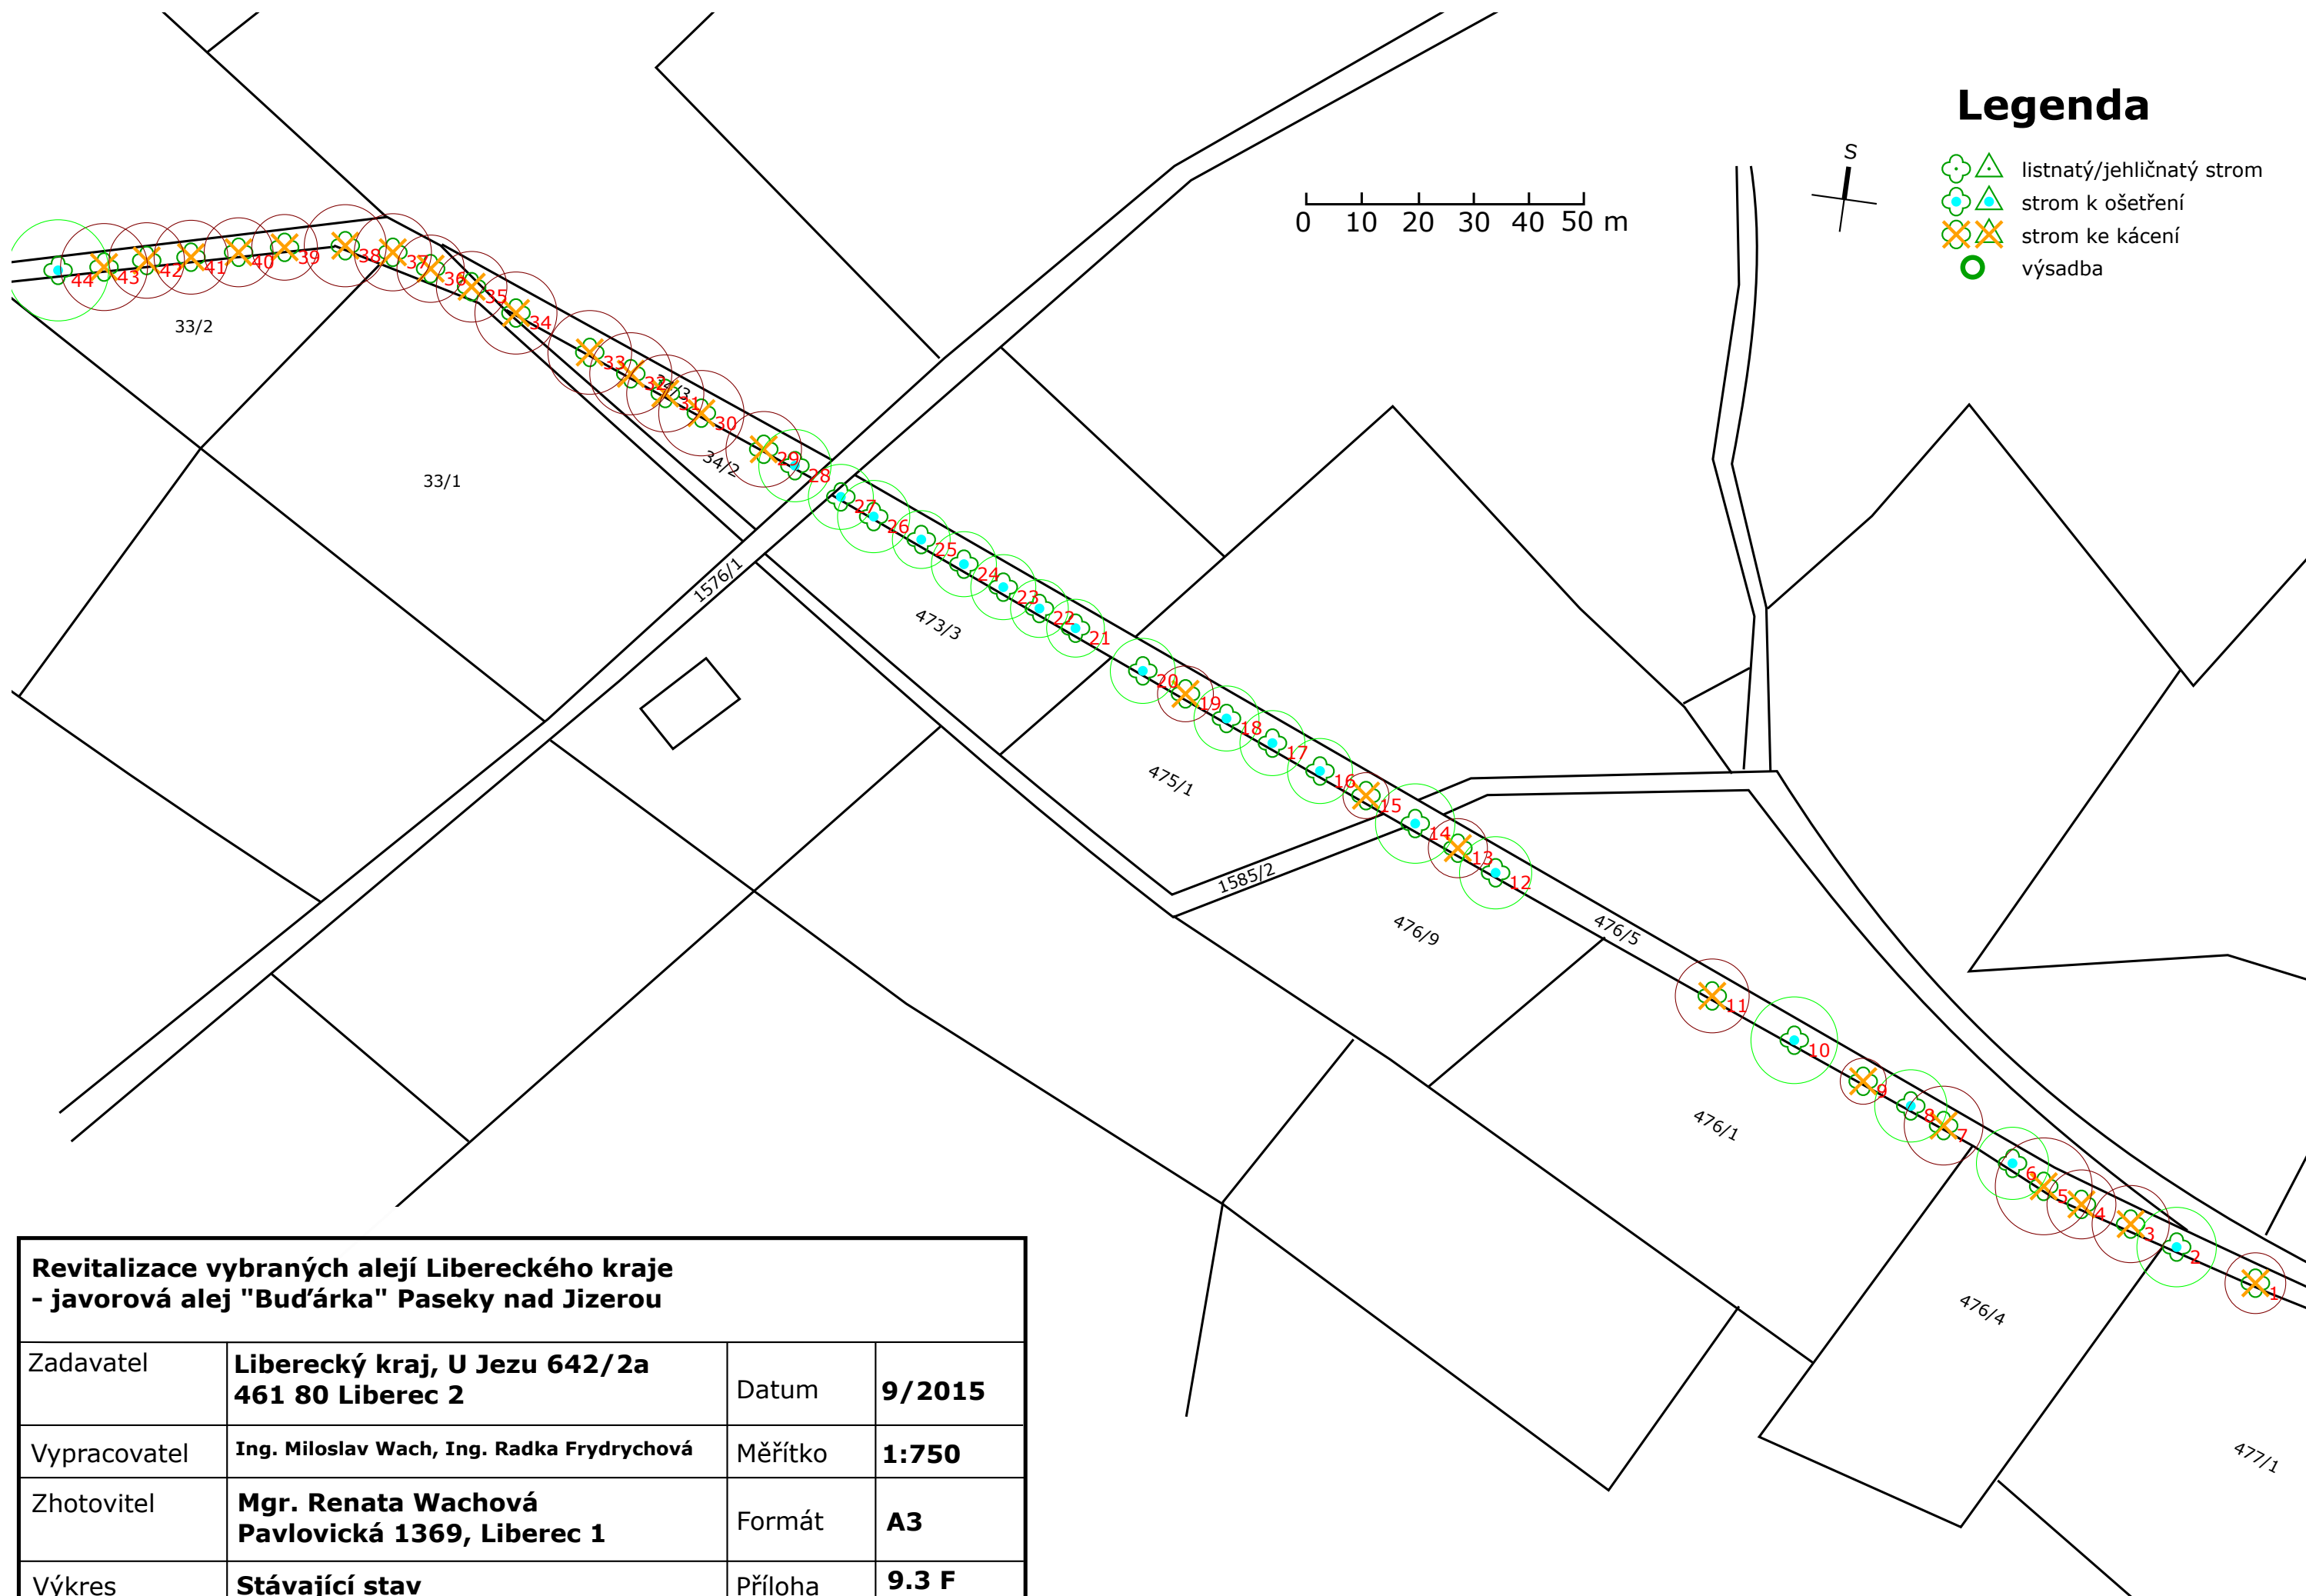 Legenda
listnatý/jehličnatý strom
strom k ošetření
strom ke kácení
výsadba
S
0 10 20 30 40 50 m
44 43 42 41 40 39 38 37 36 35 34 33 32 31 30 29 28 27 26 25 24 23 22 21 20 19 18 17 16 15 14 13 12 11 10 9 8 7 6 5 4 3 2 1
33/2
33/1
34/3
34/2
1576/1
473/3
475/1
1585/2
476/9
476/5
476/1
476/4
477/1
Revitalizace vybraných alejí Libereckého kraje
- javorová alej "Buďárka" Paseky nad Jizerou
Zadavatel
Liberecký kraj, U Jezu 642/2a
461 80 Liberec 2
Datum
9/2015
Vypracovatel
Ing. Miloslav Wach, Ing. Radka Frydrychová
Měřítko
1:750
Zhotovitel
Mgr. Renata Wachová
Pavlovická 1369, Liberec 1
Formát
A3
Výkres
Stávající stav
Příloha
9.3 F